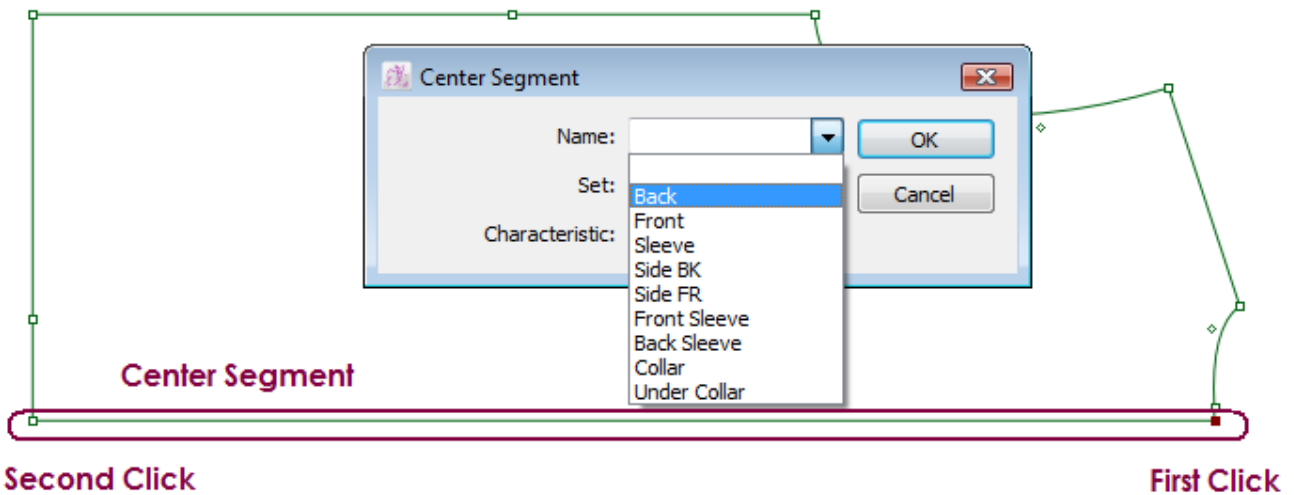 Center Segment
Name:
OK
Set:
Cancel
Characteristic:
Back
Front
Sleeve
Side BK
Side FR
Front Sleeve
Back Sleeve
Collar
Under Collar
Center Segment
Second Click
First Click